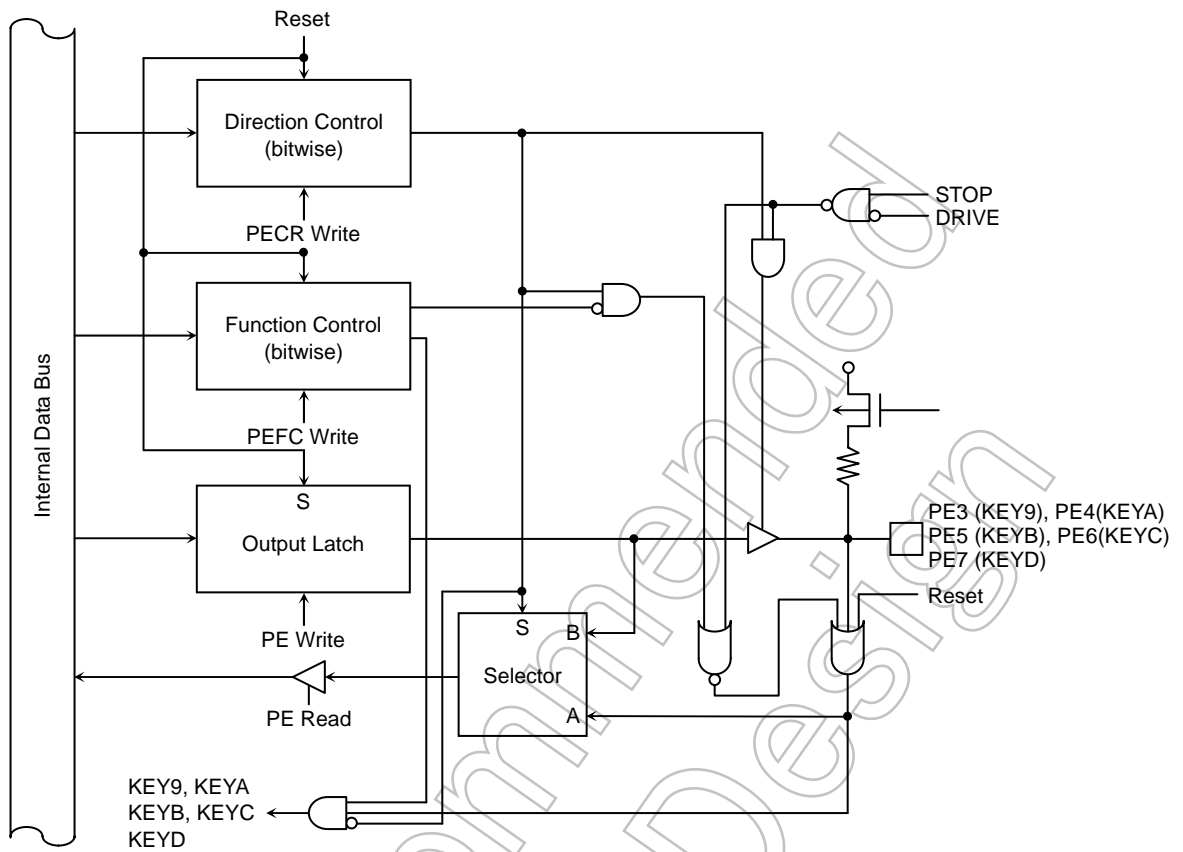 Reset
Direction Control
(bitwise)
PECR Write
STOP
DRIVE
Internal Data Bus
Function Control
(bitwise)
PEFC Write
S
Output Latch
PE Write
PE3 (KEY9), PE4(KEYA)
PE5 (KEYB), PE6(KEYC)
PE7 (KEYD)
Reset
S
B
Selector
A
PE Read
KEY9, KEYA
KEYB, KEYC
KEYD
Design